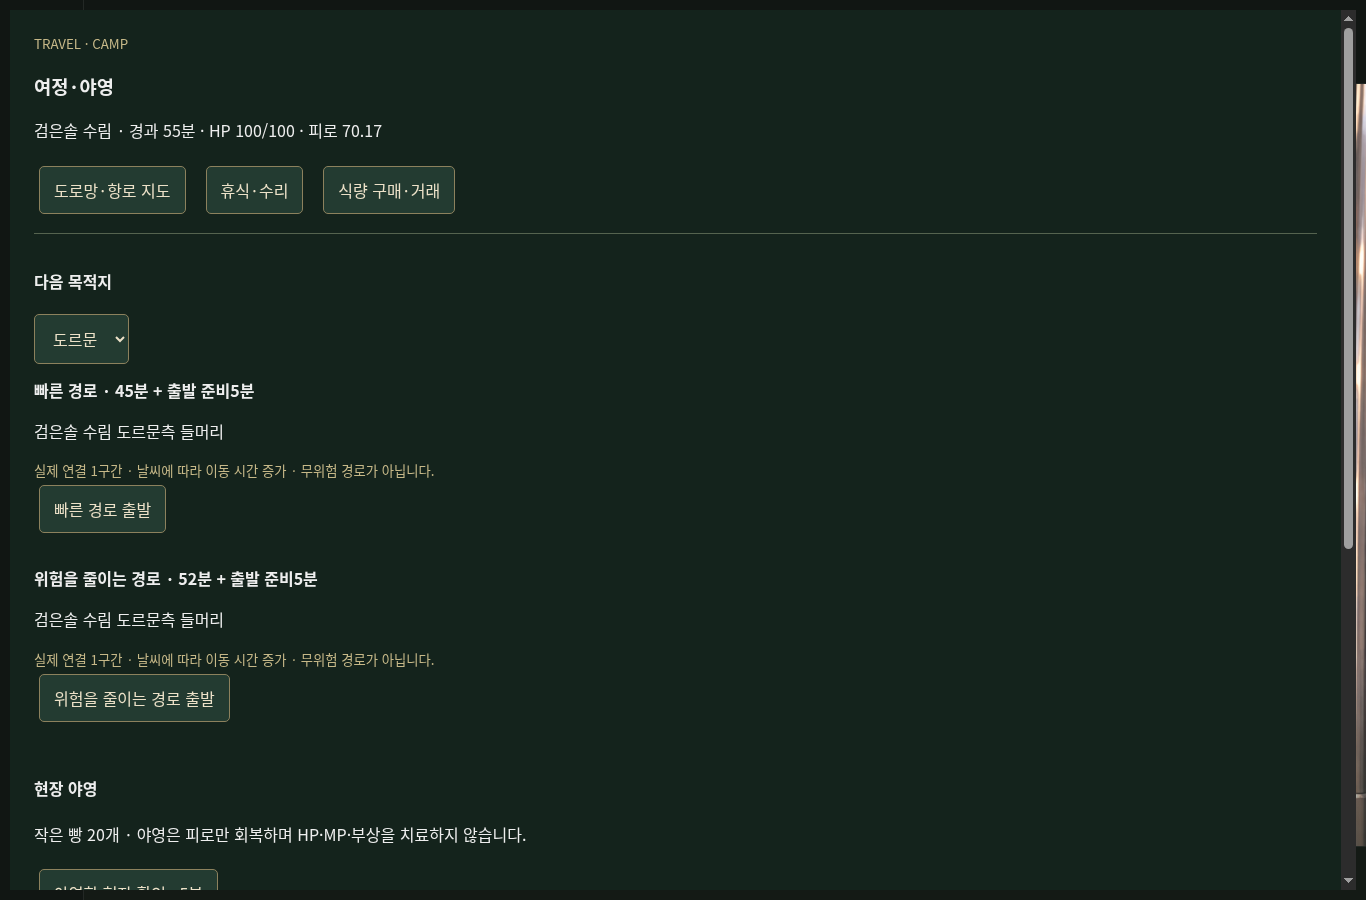 TRAVEL · CAMP
여정·야영
검은솔 수림 · 경과 55분 · HP 100/100 · 피로 70.17
도로망·항로 지도
휴식·수리
식량 구매·거래
다음 목적지
도르문
빠른 경로 · 45분 + 출발 준비5분
검은솔 수림 도르문측 들머리
실제 연결 1구간 · 날씨에 따라 이동 시간 증가 · 무위험 경로가 아닙니다.
빠른 경로 출발
위험을 줄이는 경로 · 52분 + 출발 준비5분
검은솔 수림 도르문측 들머리
실제 연결 1구간 · 날씨에 따라 이동 시간 증가 · 무위험 경로가 아닙니다.
위험을 줄이는 경로 출발
현장 야영
작은 빵 20개 · 야영은 피로만 회복하며 HP·MP·부상을 치료하지 않습니다.